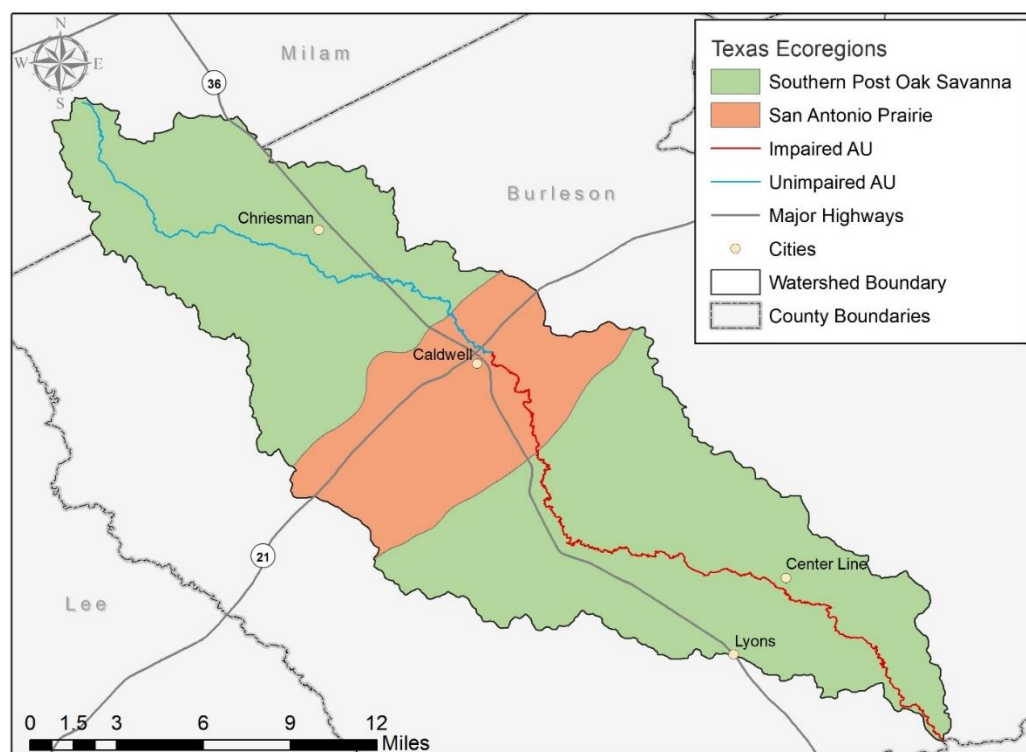 N
W E
S
Milam
36
Burleson
Chriesman
Caldwell
21
Lee
Center Line
Lyons
0 1.5 3 6 9 12
Miles
Texas Ecoregions
Southern Post Oak Savanna
San Antonio Prairie
Impaired AU
Unimpaired AU
Major Highways
Cities
Watershed Boundary
County Boundaries